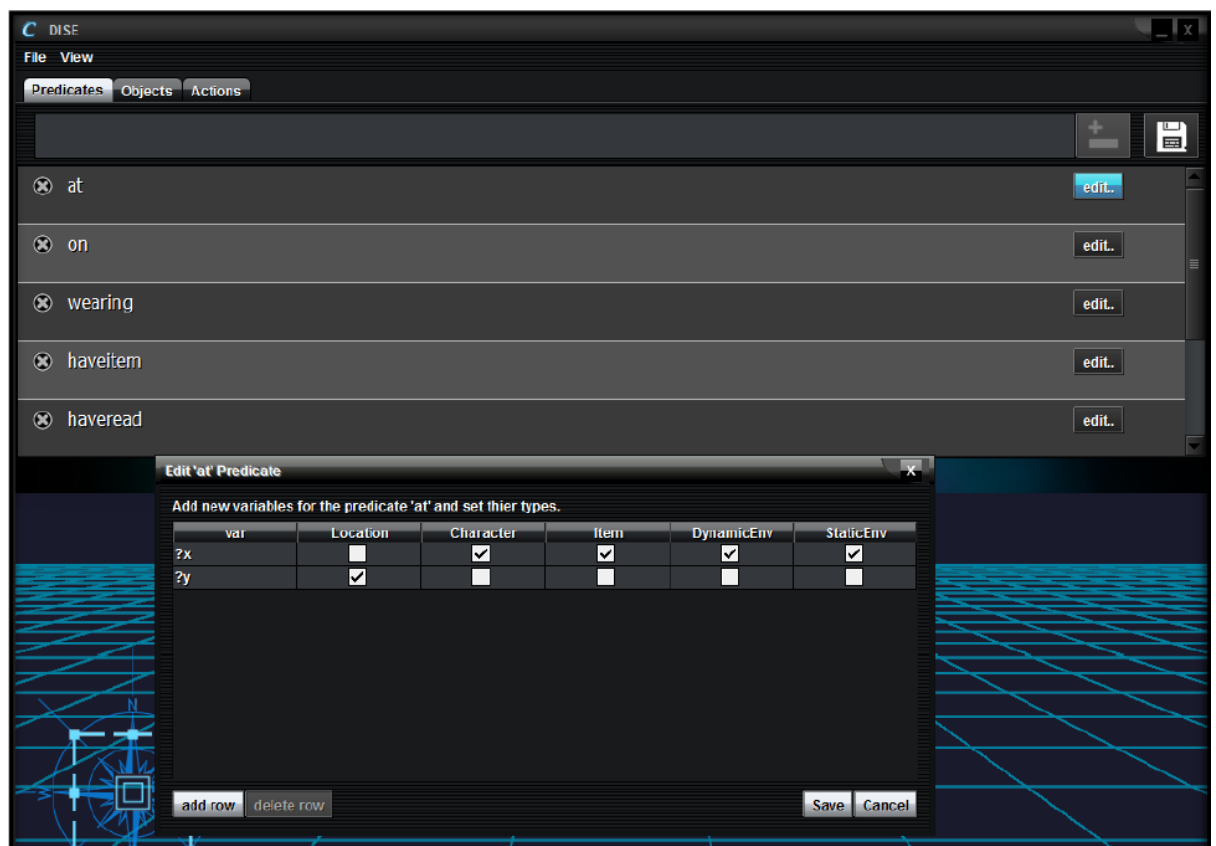 C DISE
File View
Predicates Objects Actions
at edit..
on edit..
wearing edit..
haveitem edit..
haveread edit..
Edit 'at' Predicate X
Add new variables for the predicate 'at' and set thier types.
var Location Character Item DynamicEnv StaticEnv
?x
?y
N
add row delete row Save Cancel